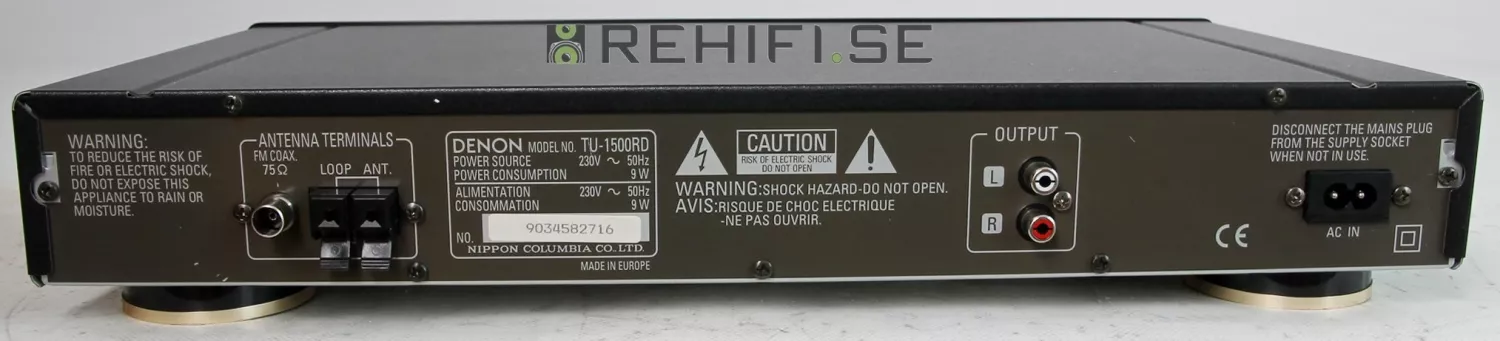 REHIFI.SE
WARNING:
TO REDUCE THE RISK OF
FIRE OR ELECTRIC SHOCK,
DO NOT EXPOSE THIS
APPLIANCE TO RAIN OR
MOISTURE.
ANTENNA TERMINALS
FM COAX.
75Ω
LOOP ANT.
DENON MODEL NO. TU-1500RD
POWER SOURCE 230V ~ 50Hz
POWER CONSUMPTION 9 W
ALIMENTATION 230V ~ 50Hz
CONSOMMATION 9 W
NO. 9034582716
NIPPON COLUMBIA CO., LTD.
MADE IN EUROPE
CAUTION
RISK OF ELECTRIC SHOCK
DO NOT OPEN
WARNING:SHOCK HAZARD-DO NOT OPEN.
AVIS:RISQUE DE CHOC ELECTRIQUE
-NE PAS OUVRIR.
OUTPUT
L
R
DISCONNECT THE MAINS PLUG
FROM THE SUPPLY SOCKET
WHEN NOT IN USE.
AC IN
CE